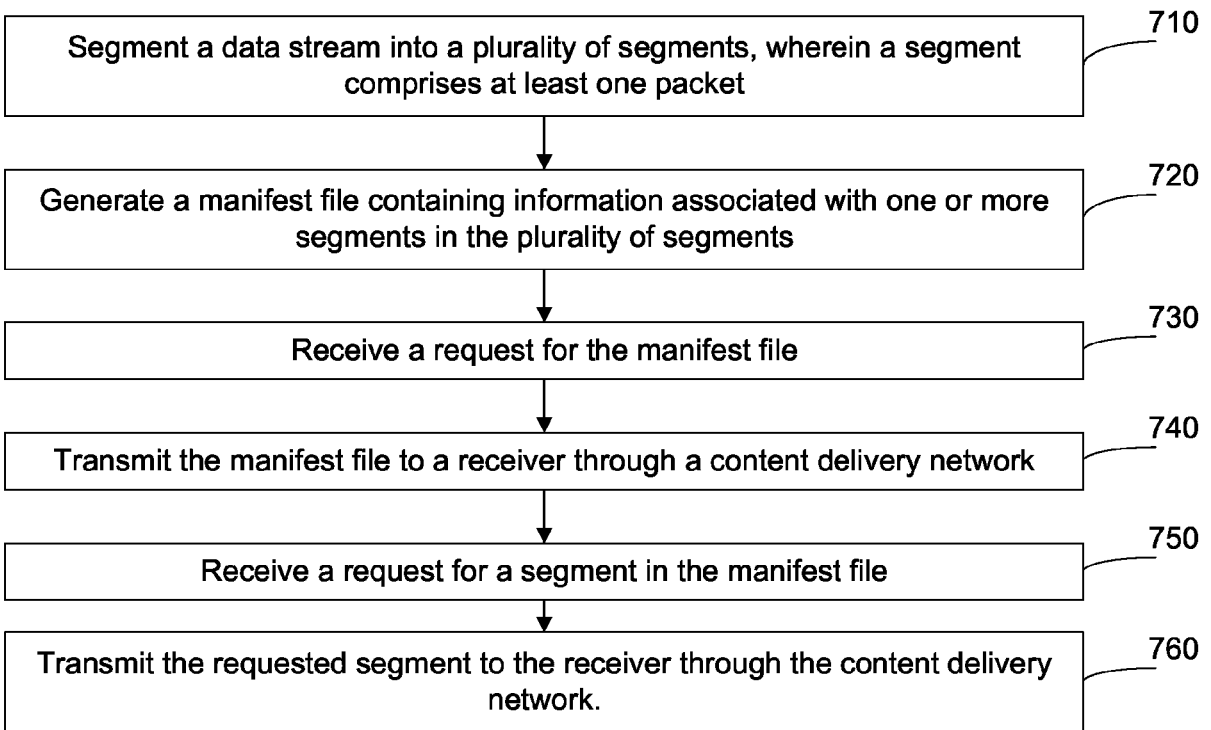 710
Segment a data stream into a plurality of segments, wherein a segment
comprises at least one packet
720
Generate a manifest file containing information associated with one or more
segments in the plurality of segments
730
Receive a request for the manifest file
740
Transmit the manifest file to a receiver through a content delivery network
750
Receive a request for a segment in the manifest file
760
Transmit the requested segment to the receiver through the content delivery
network.